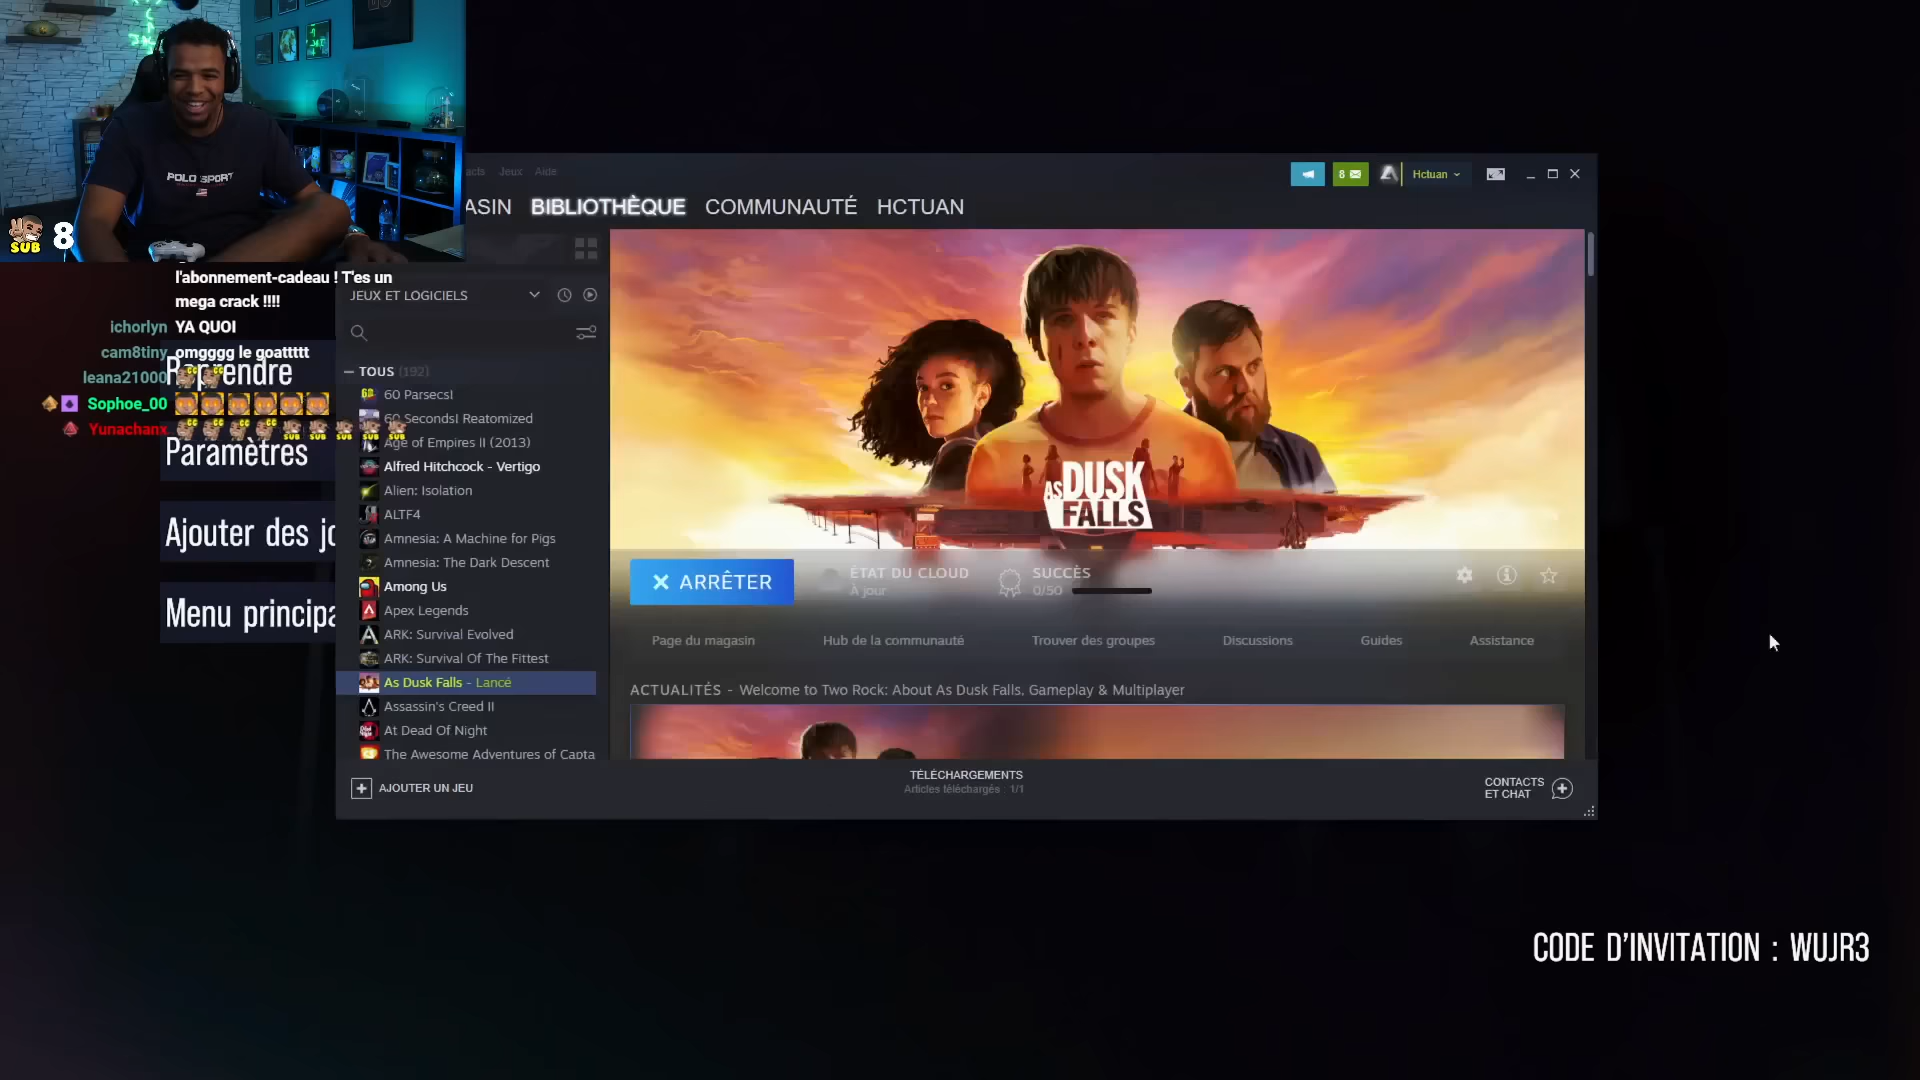 POLO SPORT
SUB 8
l'abonnement-cadeau ! T'es un
mega crack !!!!
ichorlyn YA QUOI
cam8tiny omgggg le goattttt
leana21000
Sophoe_00
Yunachanx
Reprendre
Paramètres
Ajouter des jo
Menu principa
Jeux Aide
8
Hctuan
ASIN BIBLIOTHÈQUE COMMUNAUTÉ HCTUAN
JEUX ET LOGICIELS
TOUS (192)
60 Parsecs!
60 Seconds! Reatomized
Age of Empires II (2013)
Alfred Hitchcock - Vertigo
Alien: Isolation
ALTF4
Amnesia: A Machine for Pigs
Amnesia: The Dark Descent
Among Us
Apex Legends
ARK: Survival Evolved
ARK: Survival Of The Fittest
As Dusk Falls - Lancé
Assassin's Creed II
At Dead Of Night
The Awesome Adventures of Capta
AJOUTER UN JEU
AS DUSK
FALLS
ARRÊTER
ÉTAT DU CLOUD
À jour
SUCCÈS
0/50
Page du magasin Hub de la communauté Trouver des groupes Discussions Guides Assistance
ACTUALITÉS - Welcome to Two Rock: About As Dusk Falls, Gameplay & Multiplayer
TÉLÉCHARGEMENTS
Articles téléchargés : 1/1
CONTACTS
ET CHAT
CODE D'INVITATION : WUJR3